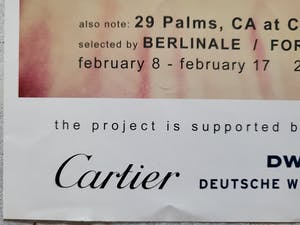 also note: 29 Palms, CA at C
selected by BERLINALE / FOR
february 8 - february 17 2
the project is supported b
Cartier
DW
DEUTSCHE W